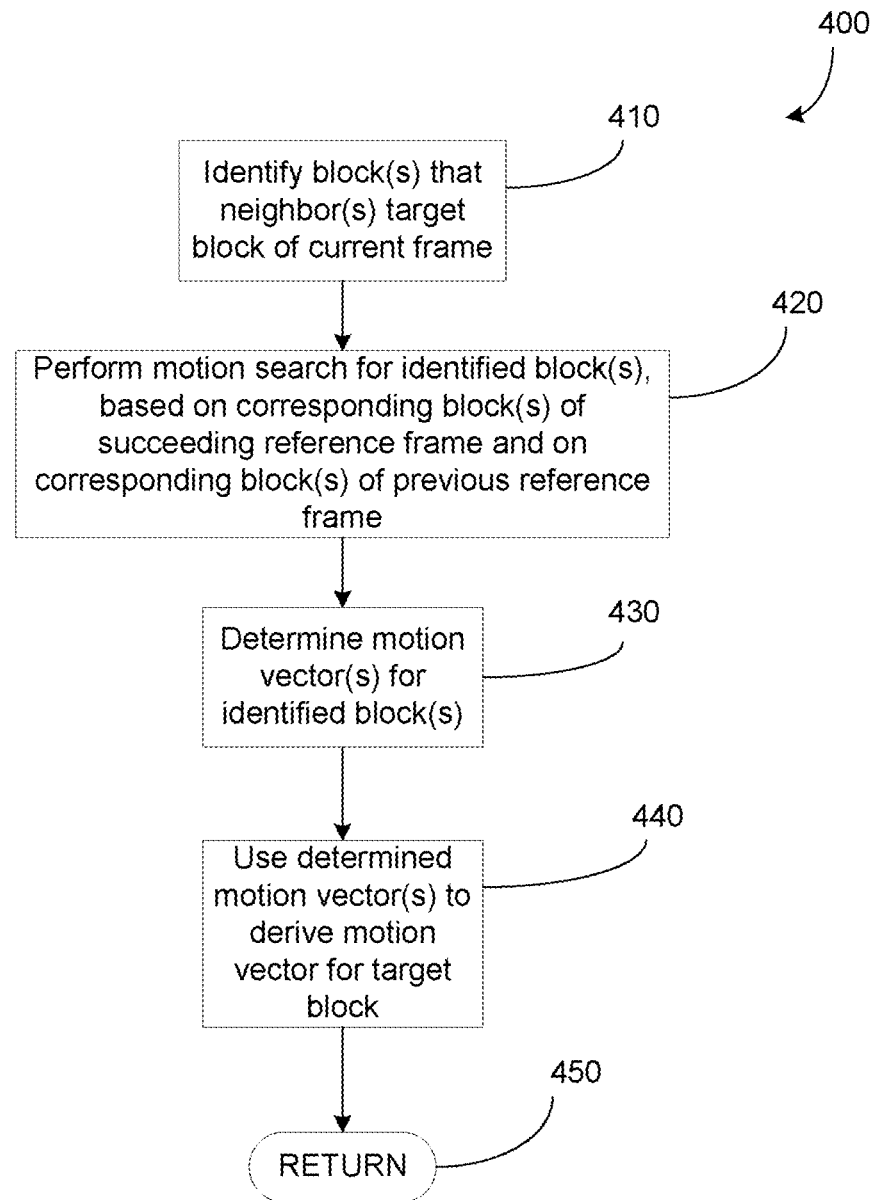 400
410
Identify block(s) that
neighbor(s) target
block of current frame
420
Perform motion search for identified block(s),
based on corresponding block(s) of
succeeding reference frame and on
corresponding block(s) of previous reference
frame
430
Determine motion
vector(s) for
identified block(s)
440
Use determined
motion vector(s) to
derive motion
vector for target
block
450
RETURN